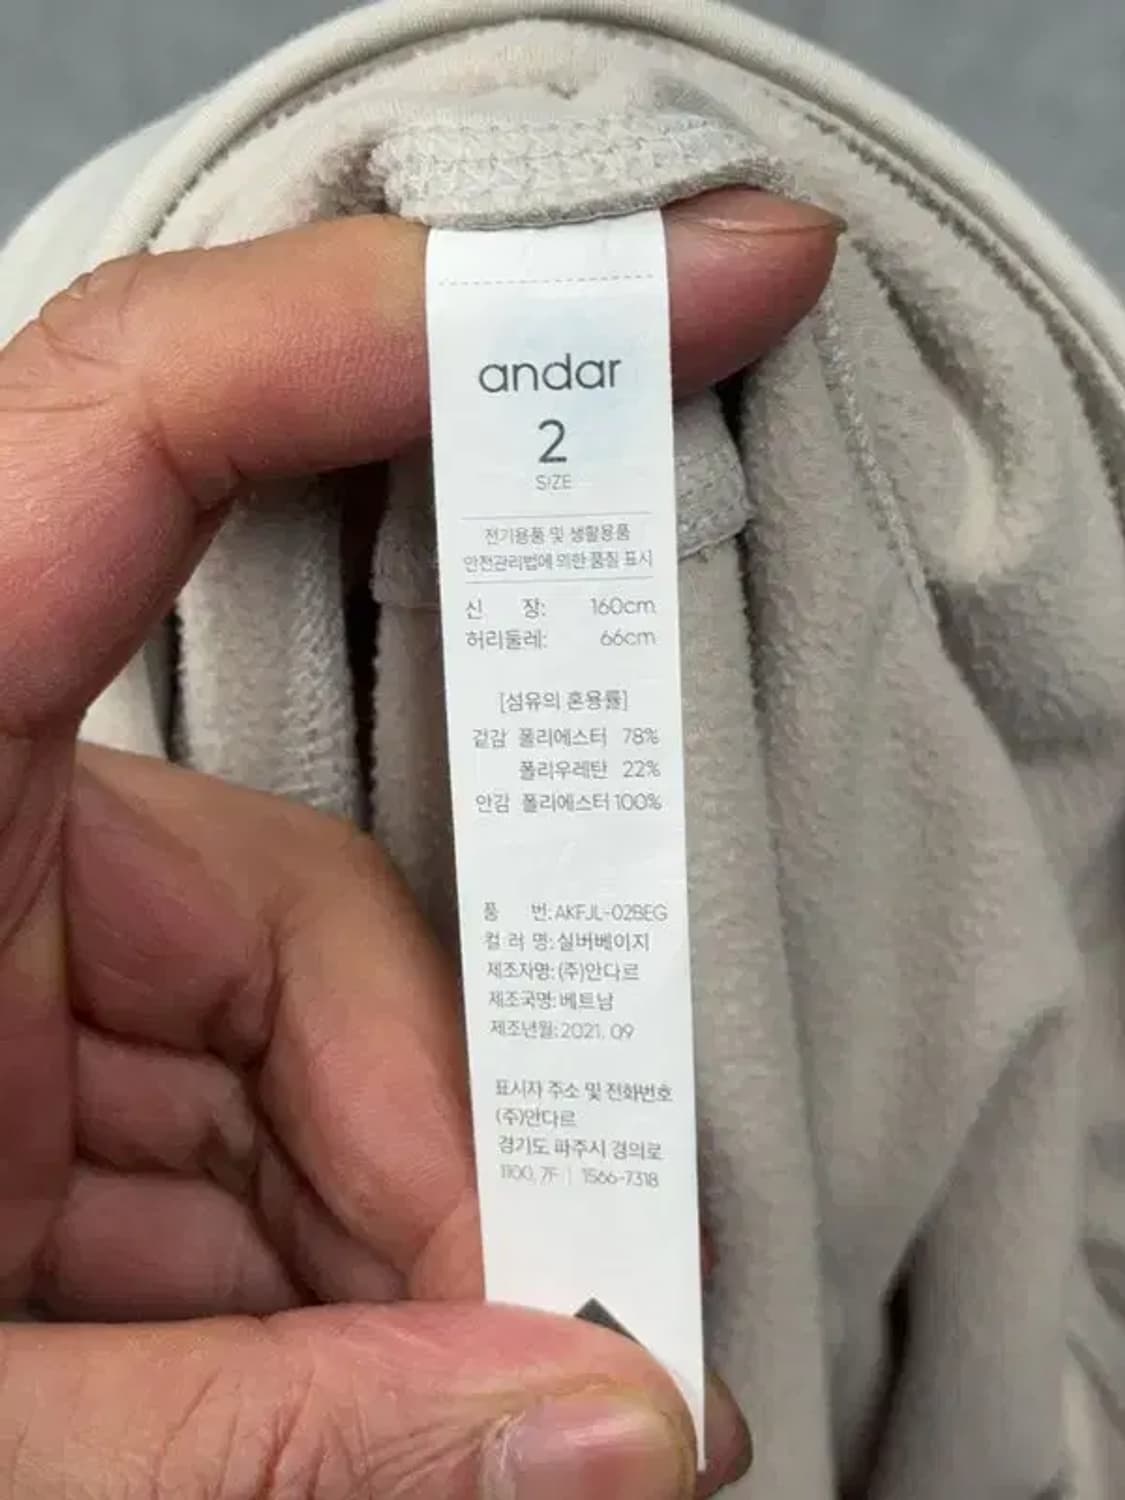 andar
2
SIZE
전기용품 및 생활용품
안전관리법에 의한 품질 표시
신 장: 160cm
허리둘레: 66cm
[섬유의 혼용률]
겉감 폴리에스터 78%
폴리우레탄 22%
안감 폴리에스터 100%
품 번: AKFJL-02BEG
컬 러 명: 실버베이지
제조자명: (주)안다르
제조국명: 베트남
제조년월: 2021. 09
표시자 주소 및 전화번호
(주)안다르
경기도 파주시 경의로
1100, 7F | 1566-7318